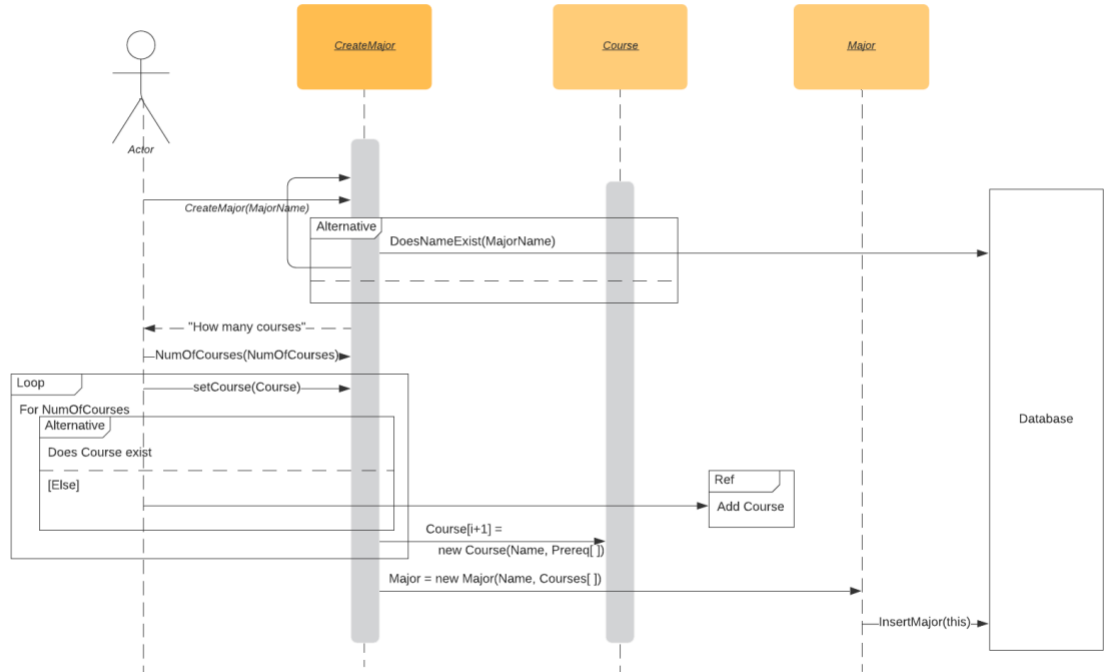 CreateMajor
Course
Major
Actor
CreateMajor(MajorName)
Alternative
DoesNameExist(MajorName)
"How many courses"
NumOfCourses(NumOfCourses)
Loop
setCourse(Course)
For NumOfCourses
Alternative
Database
Does Course exist
Ref
[Else]
Add Course
Course[i+1] =
new Course(Name, Prereq[ ])
Major = new Major(Name, Courses[ ])
InsertMajor(this)